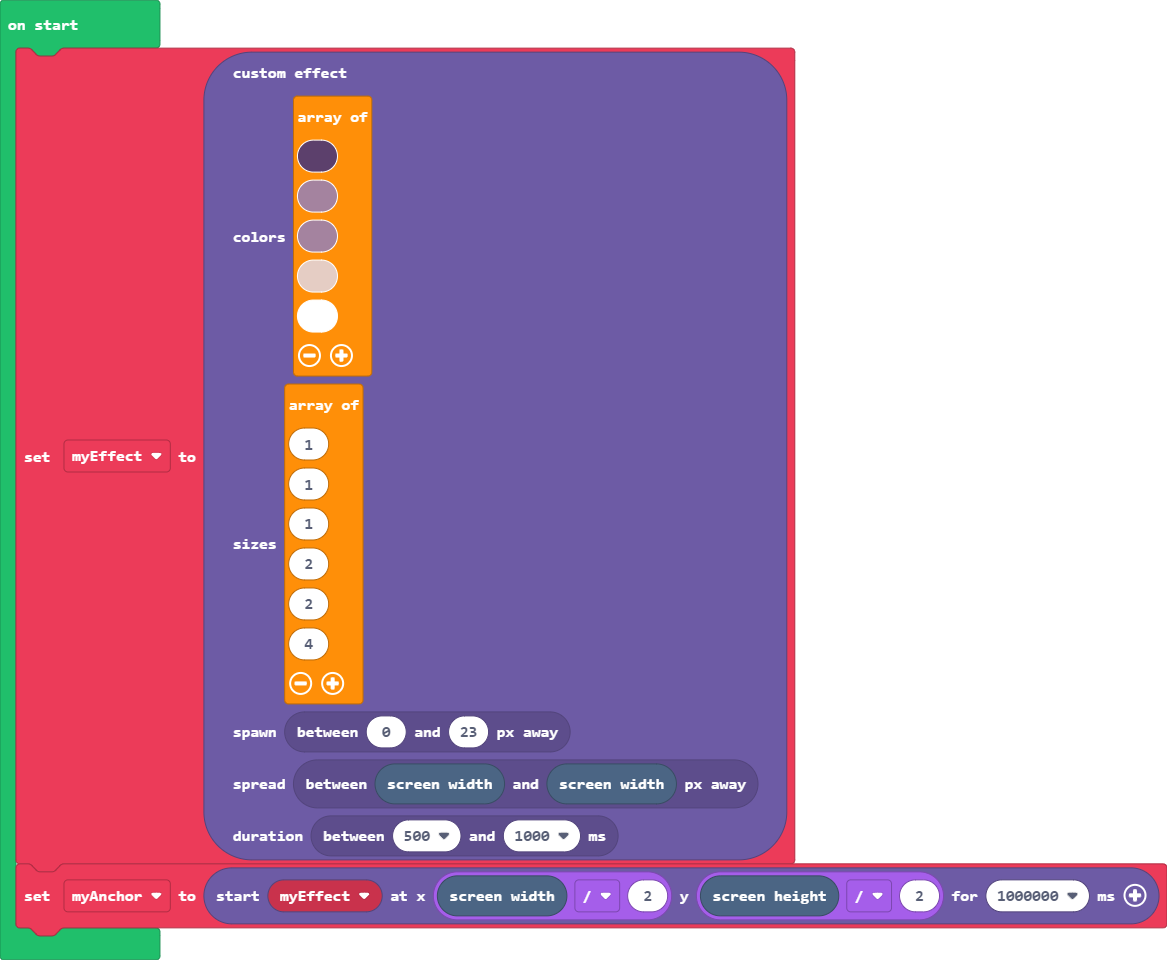 on start
custom effect
array of
colors
array of
1
1
1
2
2
4
sizes
set myEffect to
spawn between 0 and 23 px away
spread between screen width and screen width px away
duration between 500 and 1000 ms
set myAnchor to start myEffect at x screen width / 2 y screen height / 2 for 1000000 ms